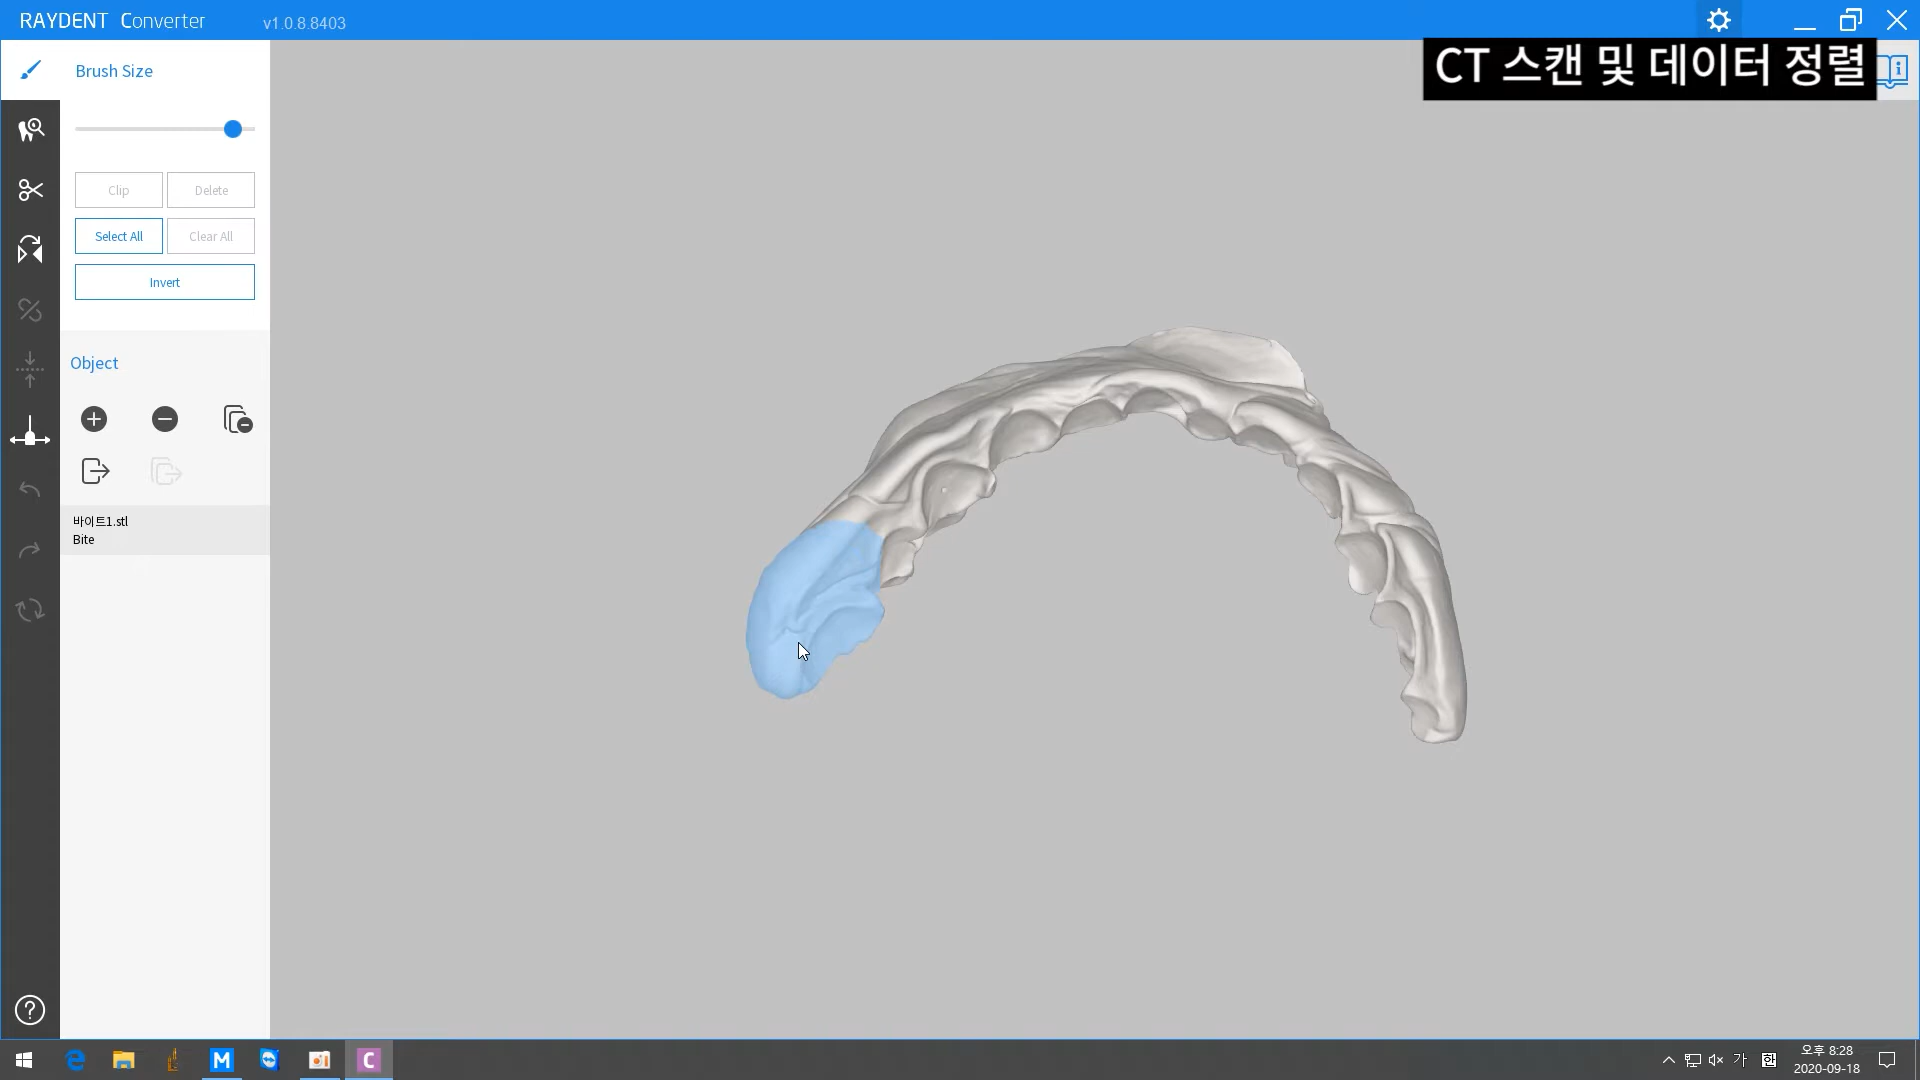 RAYDENT Converter v1.0.8.8403
CT 스캔 및 데이터 정렬
Brush Size
Clip Delete
Select All Clear All
Invert
Object
바이트1.stl
Bite
M
C
가
한
오후 8:28
2020-09-18